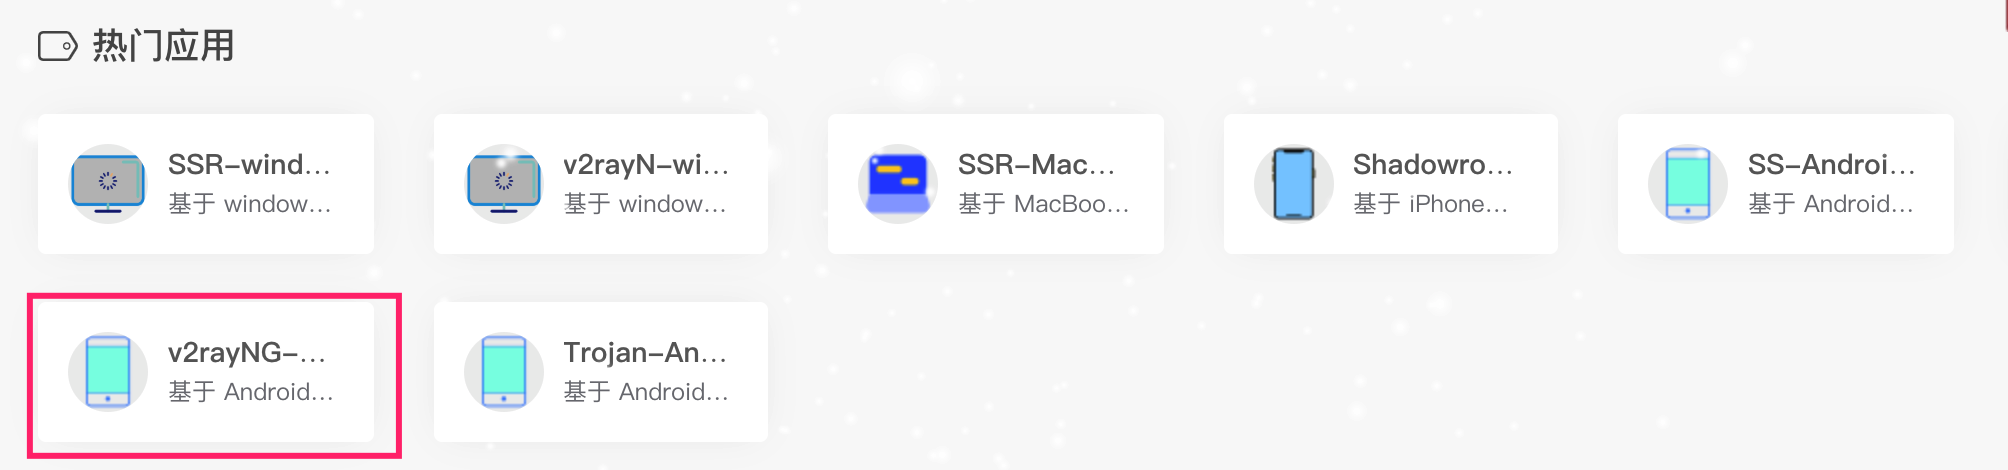 热门应用
SSR-wind...
基于 window...
v2rayN-wi...
基于 window...
SSR-Mac...
基于 MacBoo...
Shadowro...
基于 iPhone...
SS-Androi...
基于 Android...
v2rayNG-...
基于 Android...
Trojan-An...
基于 Android...